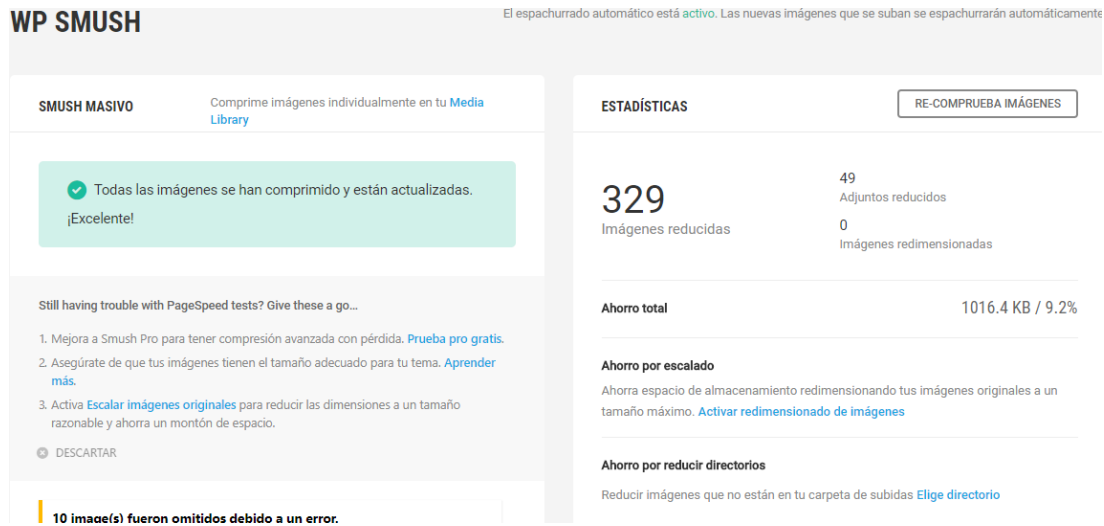 WP SMUSH
El espachurrado automático está activo. Las nuevas imágenes que se suban se espachurrarán automáticamente
SMUSH MASIVO
Comprime imágenes individualmente en tu Media
Library
Todas las imágenes se han comprimido y están actualizadas.
¡Excelente!
Still having trouble with PageSpeed tests? Give these a go...
1. Mejora a Smush Pro para tener compresión avanzada con pérdida. Prueba pro gratis.
2. Asegúrate de que tus imágenes tienen el tamaño adecuado para tu tema. Aprender
más.
3. Activa Escalar imágenes originales para reducir las dimensiones a un tamaño
razonable y ahorra un montón de espacio.
DESCARTAR
10 image(s) fueron omitidos debido a un error.
ESTADÍSTICAS
RE-COMPRUEBA IMÁGENES
329
Imágenes reducidas
49
Adjuntos reducidos
0
Imágenes redimensionadas
Ahorro total
1016.4 KB / 9.2%
Ahorro por escalado
Ahorra espacio de almacenamiento redimensionando tus imágenes originales a un
tamaño máximo. Activar redimensionado de imágenes
Ahorro por reducir directorios
Reducir imágenes que no están en tu carpeta de subidas Elige directorio